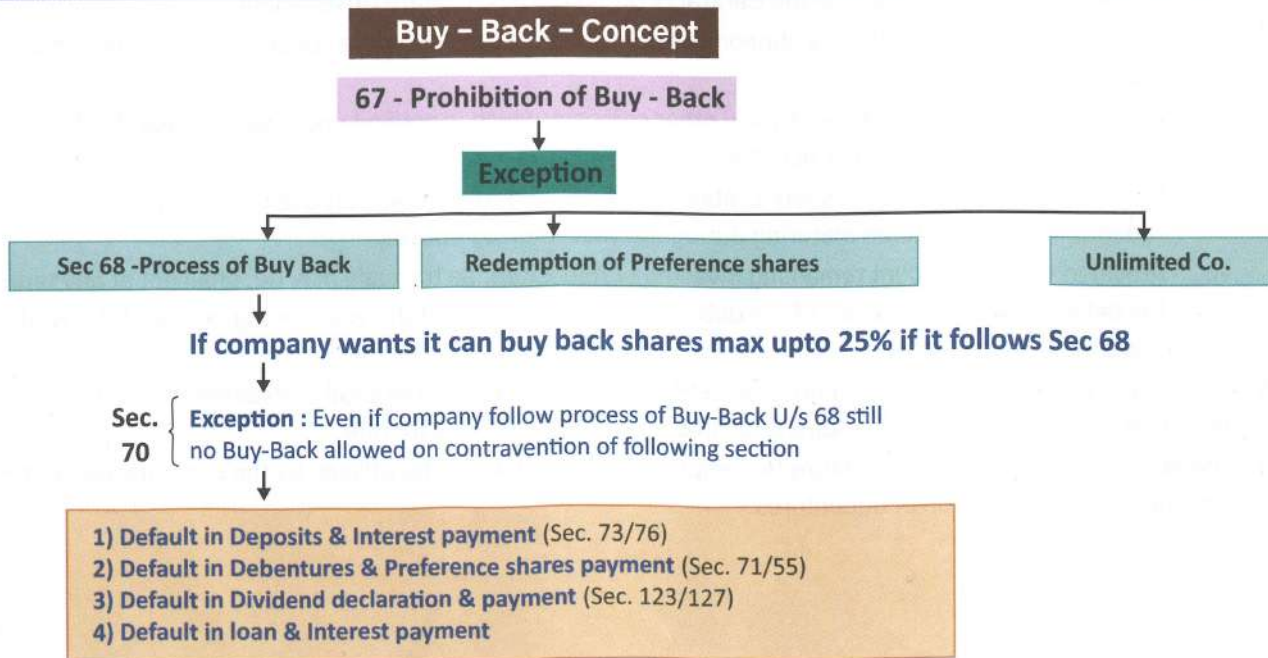 Buy – Back – Concept
67 - Prohibition of Buy - Back
Exception
Sec 68 -Process of Buy Back
Redemption of Preference shares
Unlimited Co.
If company wants it can buy back shares max upto 25% if it follows Sec 68
Sec.
70
Exception : Even if company follow process of Buy-Back U/s 68 still
no Buy-Back allowed on contravention of following section
1) Default in Deposits & Interest payment (Sec. 73/76)
2) Default in Debentures & Preference shares payment (Sec. 71/55)
3) Default in Dividend declaration & payment (Sec. 123/127)
4) Default in loan & Interest payment